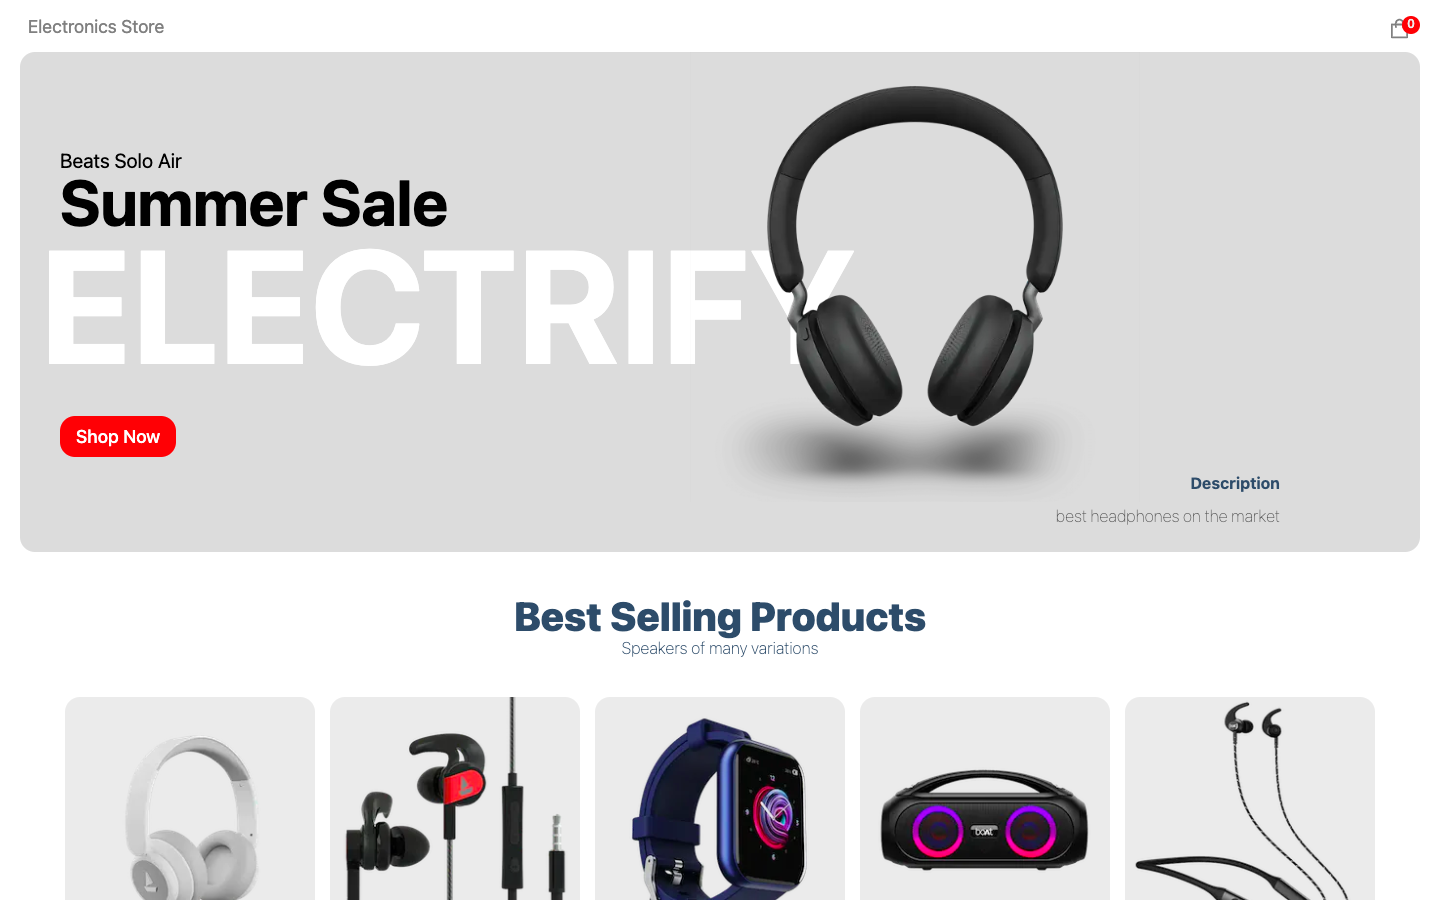 Electronics Store
0
Beats Solo Air
Summer Sale
ELECTRIFY
Shop Now
Description
best headphones on the market
Best Selling Products
Speakers of many variations
boAt